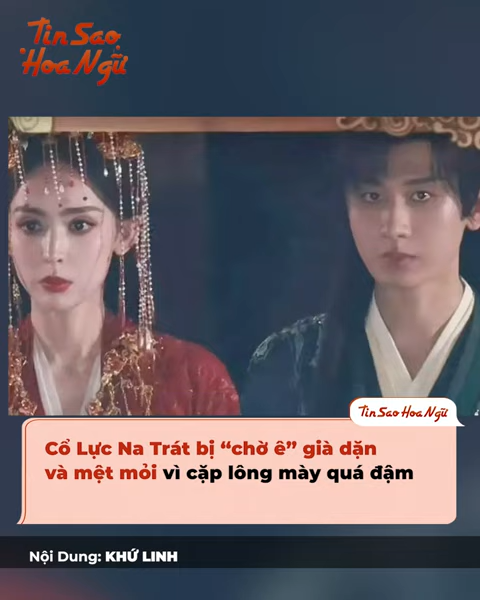 Tin Sao
Hoa Ngữ
Tin Sao Hoa Ngữ
Cổ Lực Na Trát bị “chờ ê” già dặn
và mệt mỏi vì cặp lông mày quá đậm
Nội Dung: KHỨ LINH